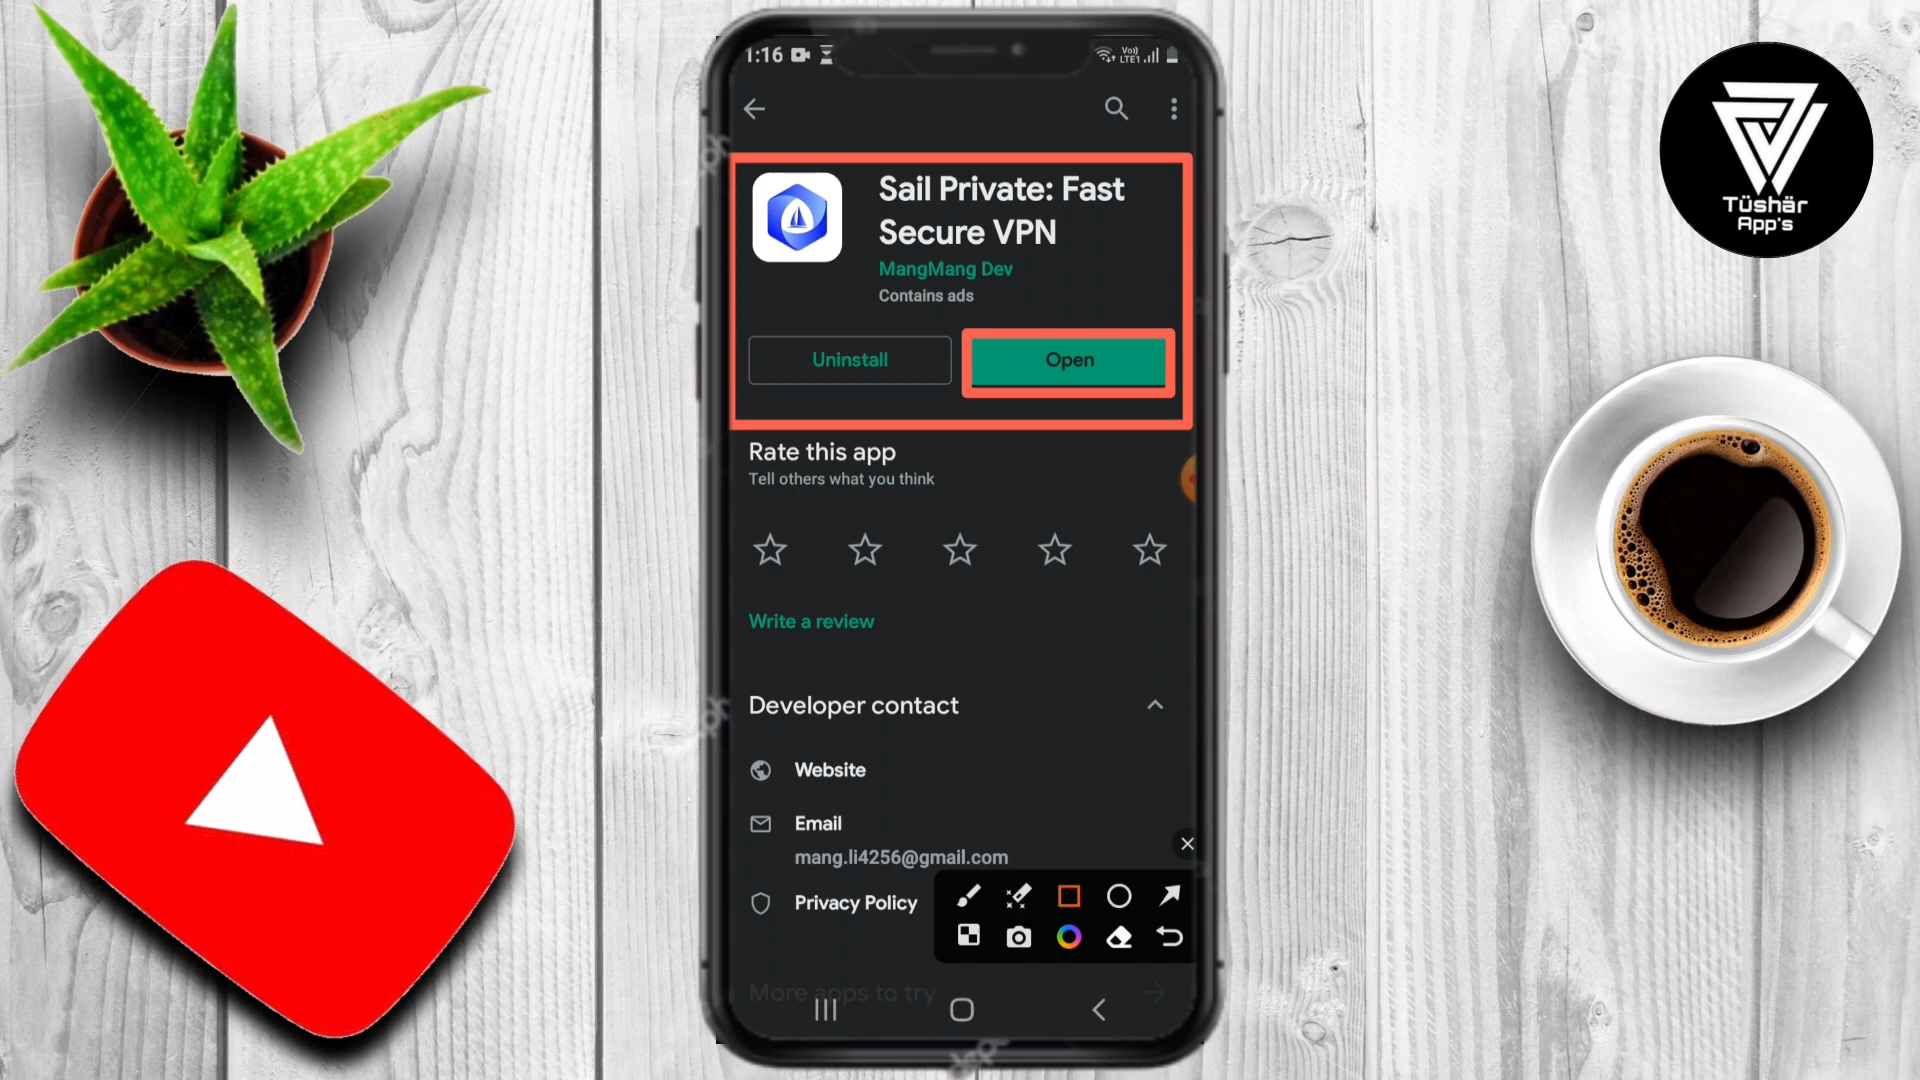 1:16
Vo)) LTE1
Sail Private: Fast
Secure VPN
MangMang Dev
Contains ads
Uninstall
Open
Rate this app
Tell others what you think
Write a review
Developer contact
Website
Email
mang.li4256@gmail.com
Privacy Policy
More apps to try
Tüshär
App's